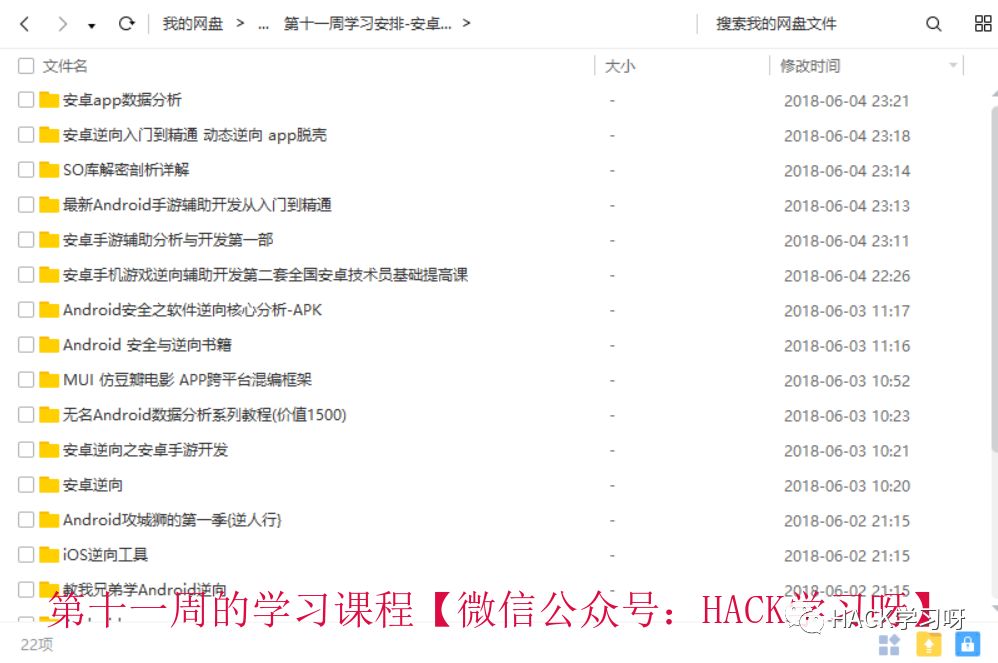 我的网盘 > ... 第十一周学习安排-安卓... > 搜索我的网盘文件
文件名 大小 修改时间
安卓app数据分析 - 2018-06-04 23:21
安卓逆向入门到精通 动态逆向 app脱壳 - 2018-06-04 23:18
SO库解密剖析详解 - 2018-06-04 23:14
最新Android手游辅助开发从入门到精通 - 2018-06-04 23:13
安卓手游辅助分析与开发第一部 - 2018-06-04 23:11
安卓手机游戏逆向辅助开发第二套全国安卓技术员基础提高课 - 2018-06-04 22:26
Android安全之软件逆向核心分析-APK - 2018-06-03 11:17
Android 安全与逆向书籍 - 2018-06-03 11:16
MUI 仿豆瓣电影 APP跨平台混编框架 - 2018-06-03 10:52
无名Android数据分析系列教程(价值1500) - 2018-06-03 10:23
安卓逆向之安卓手游开发 - 2018-06-03 10:21
安卓逆向 - 2018-06-03 10:20
Android攻城狮的第一季{逆人行} - 2018-06-02 21:15
iOS逆向工具 - 2018-06-02 21:15
教我兄弟学Android逆向 - 2018-06-02 21:15
第十一周的学习课程【微信公众号：HACK学习呀】
HACK学习呀
22项